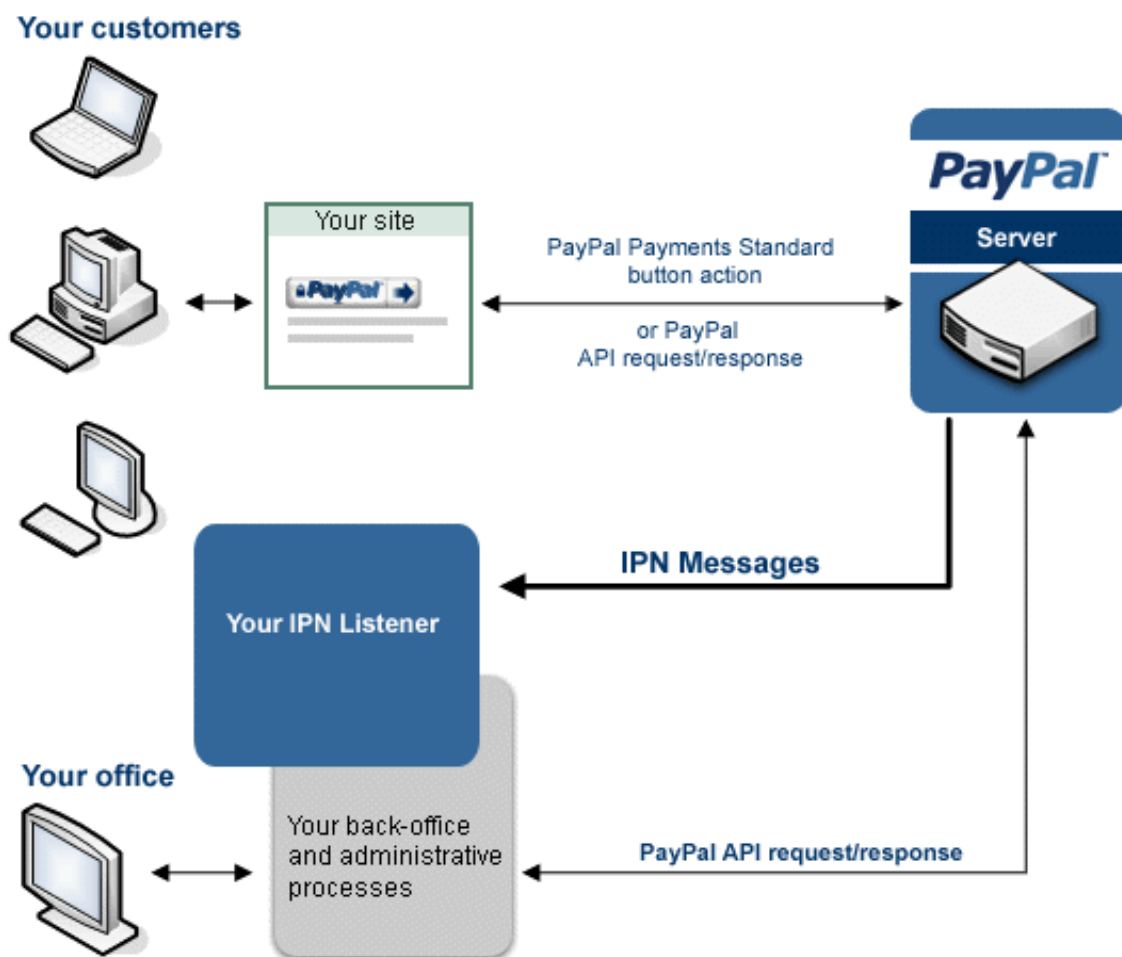 Your customers
PayPal™
Server
Your site
PayPal
PayPal Payments Standard
button action
or PayPal
API request/response
IPN Messages
Your IPN Listener
Your office
Your back-office
and administrative
processes
PayPal API request/response